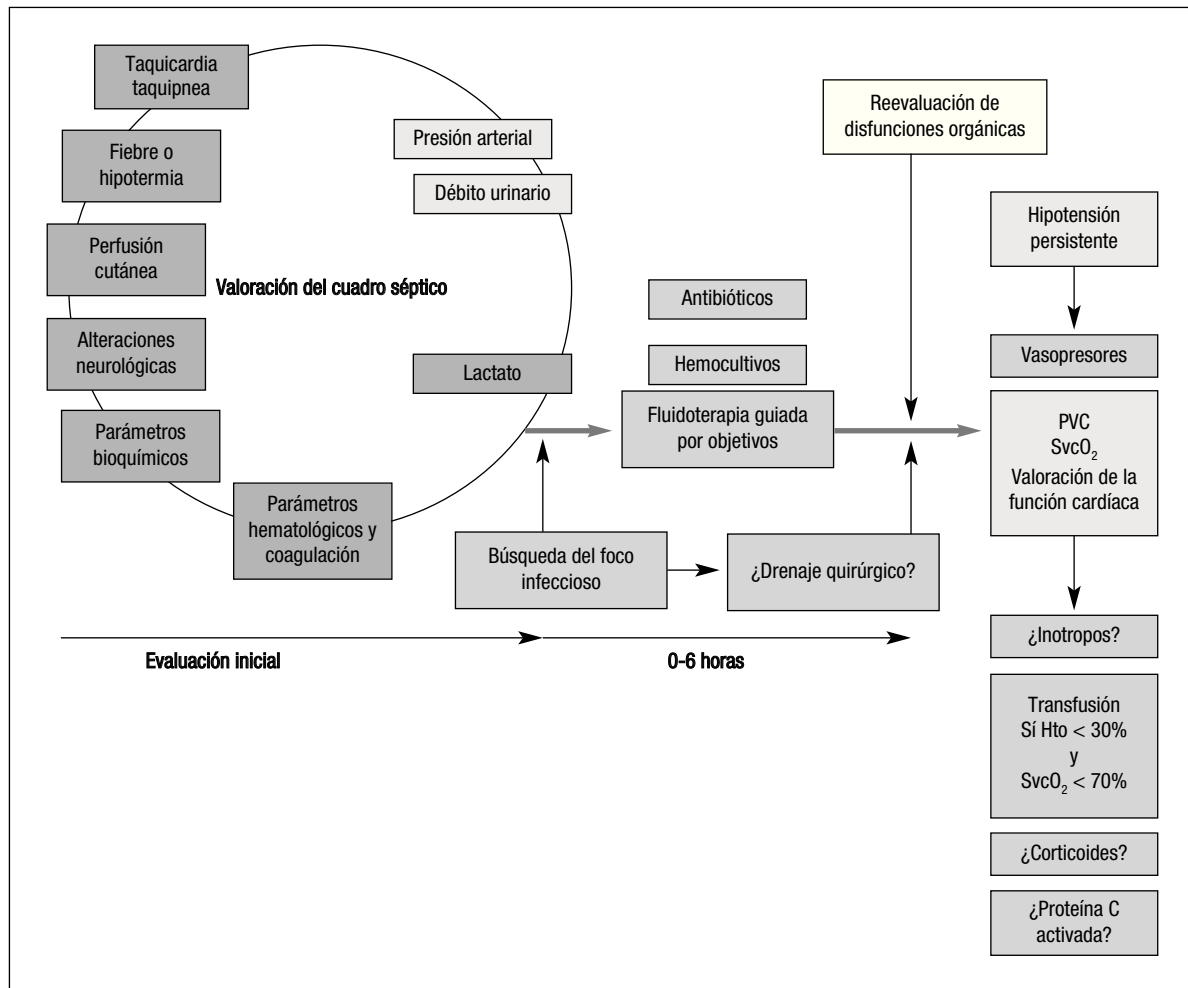 Taquicardia
taquipnea
Fiebre o
hipotermia
Perfusión
cutánea
Alteraciones
neurológicas
Parámetros
bioquímicos
Parámetros
hematológicos y
coagulación
Valoración del cuadro séptico
Presión arterial
Débito urinario
Lactato
Antibióticos
Hemocultivos
Fluidoterapia guiada
por objetivos
Búsqueda del foco
infeccioso
¿Drenaje quirúrgico?
Reevaluación de
disfunciones orgánicas
Hipotensión
persistente
Vasopresores
PVC
SvcO₂
Valoración de la
función cardíaca
¿Inotropos?
Transfusión
Sí Hto < 30%
y
SvcO₂ < 70%
¿Corticoides?
¿Proteína C
activada?
Evaluación inicial
0-6 horas